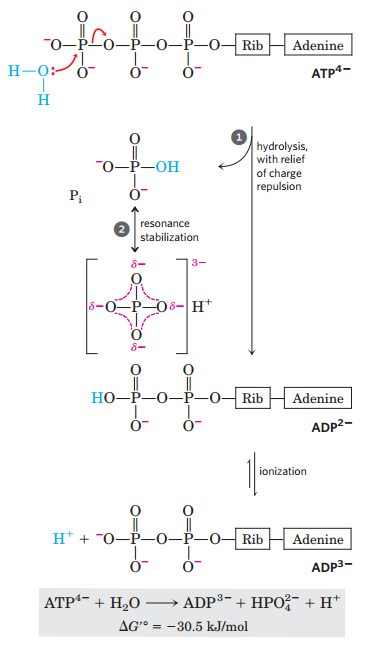 O O O
⁻O—P—O—P—O—P—O— Rib Adenine
H—O: O⁻ O⁻ O⁻ ATP⁴⁻
H
1
hydrolysis,
with relief
of charge
repulsion
O
⁻O—P—OH
Pᵢ O⁻
2 resonance
stabilization
δ− 3−
O
δ−O—P—Oδ− H⁺
O
δ−
O O
HO—P—O—P—O— Rib Adenine
O⁻ O⁻ ADP²⁻
ionization
O O
H⁺ + ⁻O—P—O—P—O— Rib Adenine
O⁻ O⁻ ADP³⁻
ATP⁴⁻ + H₂O ⟶ ADP³⁻ + HPO₄²⁻ + H⁺
ΔG′° = −30.5 kJ/mol